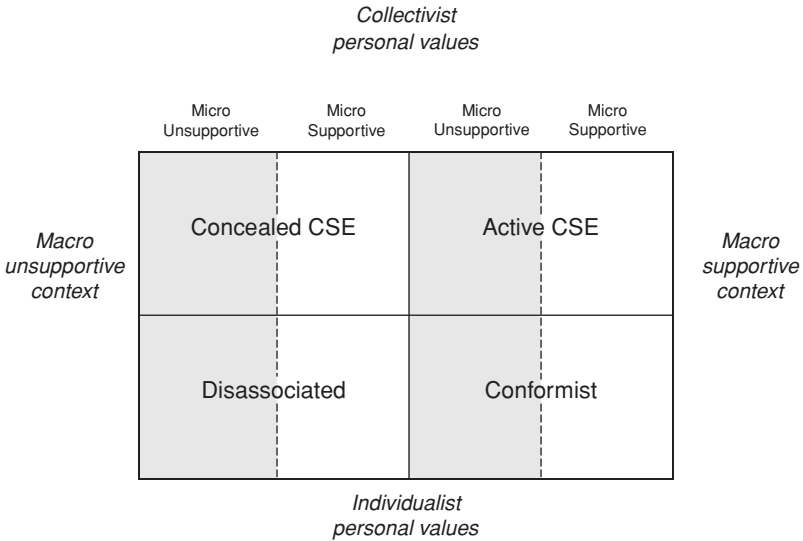 Collectivist
personal values
Micro
Unsupportive
Micro
Supportive
Micro
Unsupportive
Micro
Supportive
Macro
unsupportive
context
Concealed CSE
Active CSE
Macro
supportive
context
Disassociated
Conformist
Individualist
personal values